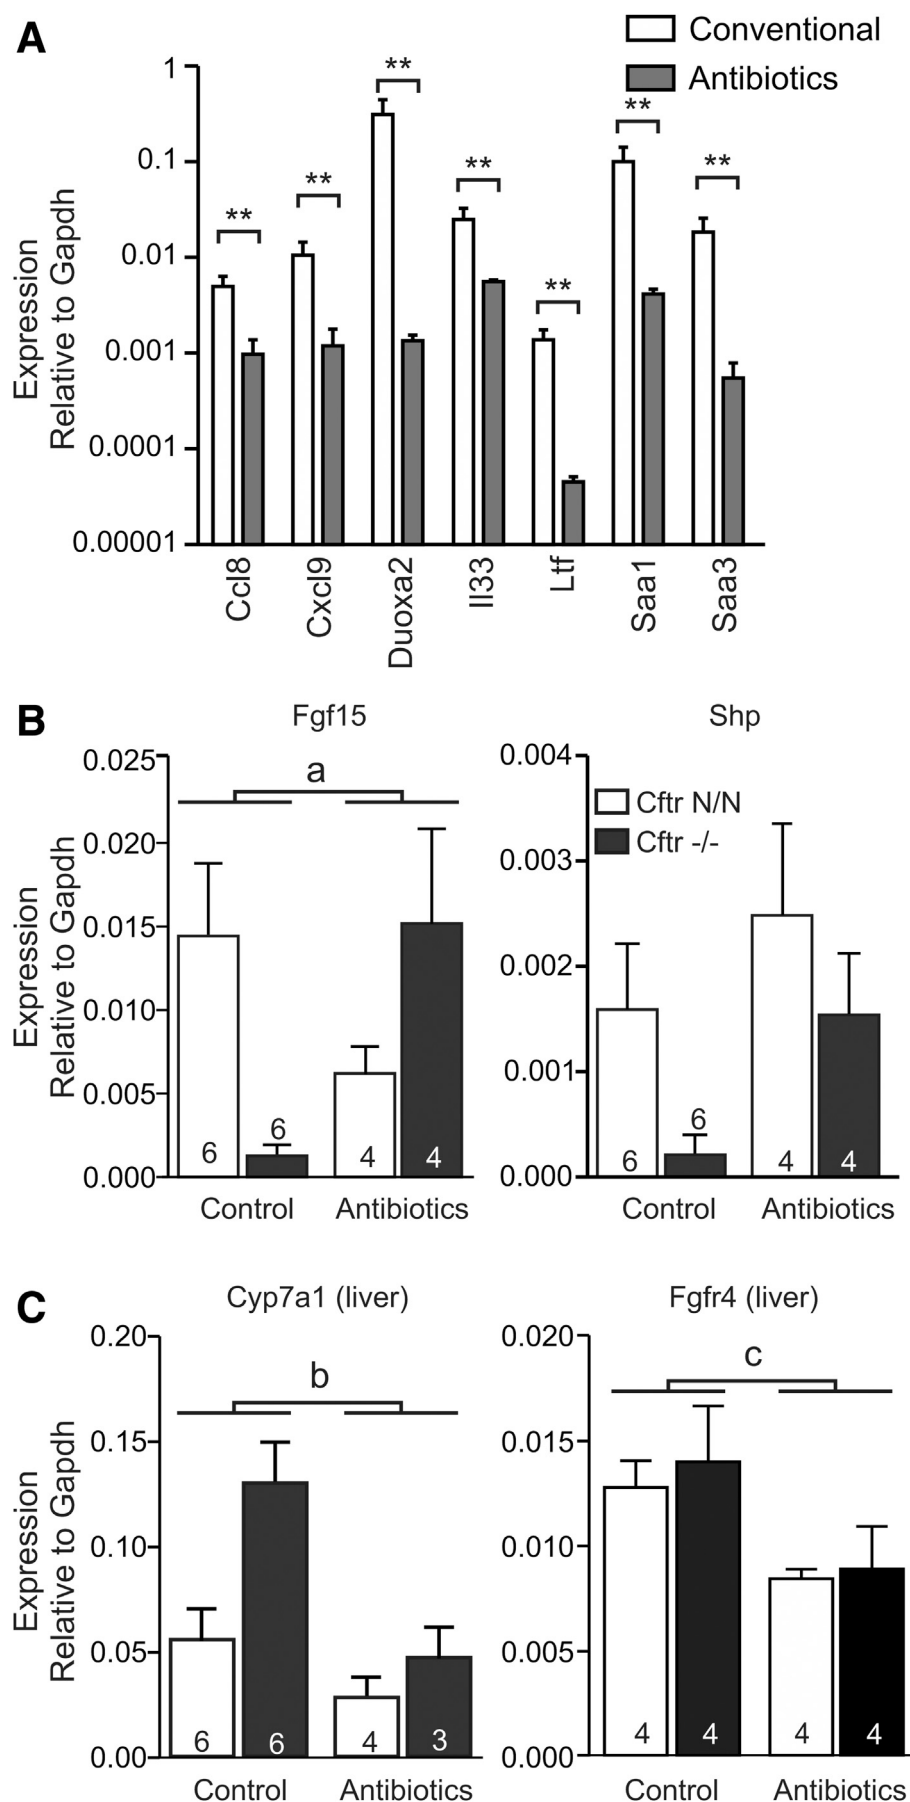 A
Conventional
Antibiotics
Expression
Relative to Gapdh
1
0.1
0.01
0.001
0.0001
0.00001
**
**
**
**
**
**
**
Ccl8
Cxcl9
Duoxa2
Il33
Ltf
Saa1
Saa3
B
Fgf15
Expression
Relative to Gapdh
0.025
0.020
0.015
0.010
0.005
0.000
a
6
6
4
4
Control
Antibiotics
Shp
0.004
0.003
0.002
0.001
0.000
Cftr N/N
Cftr -/-
6
6
4
4
Control
Antibiotics
C
Cyp7a1 (liver)
Expression
Relative to Gapdh
0.20
0.15
0.10
0.05
0.00
b
6
6
4
3
Control
Antibiotics
Fgfr4 (liver)
0.020
0.015
0.010
0.005
0.000
c
4
4
4
4
Control
Antibiotics